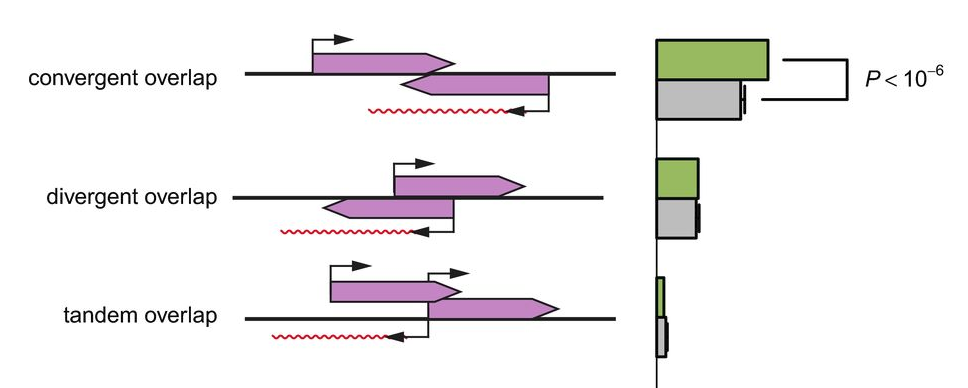 convergent overlap
P < 10⁻⁶
divergent overlap
tandem overlap